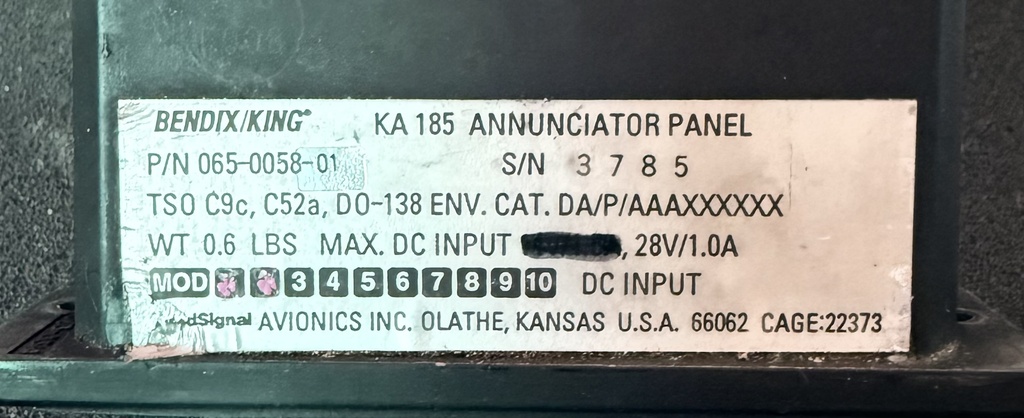 BENDIX/KING® KA 185 ANNUNCIATOR PANEL
P/N 065-0058-01 S/N 3785
TSO C9c, C52a, DO-138 ENV. CAT. DA/P/AAAXXXXXX
WT 0.6 LBS MAX. DC INPUT , 28V/1.0A
MOD 3 4 5 6 7 8 9 10 DC INPUT
AVIONICS INC. OLATHE, KANSAS U.S.A. 66062 CAGE:22373